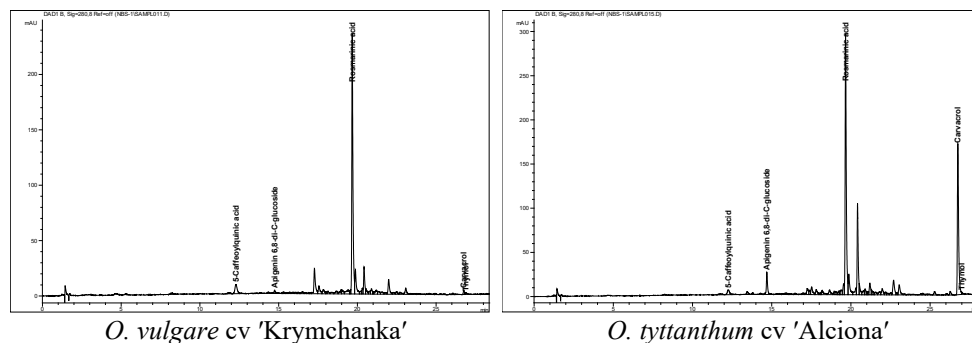 DAD1 B, Sig=280,8 Ref=off (NBS-1\SAMPL011.D)
mAU
200
150
100
50
0
5-Caffeoylquinic acid
Apigenin 6,8-di-C-glucoside
Rosmarinic acid
Carvacrol
Thymol
0
5
10
15
20
25
min
O. vulgare cv 'Krymchanka'
DAD1 B, Sig=280,8 Ref=off (NBS-1\SAMPL015.D)
mAU
300
250
200
150
100
50
0
5-Caffeoylquinic acid
Apigenin 6,8-di-C-glucoside
Rosmarinic acid
Carvacrol
Thymol
0
5
10
15
20
25
O. tyttanthum cv 'Alciona'